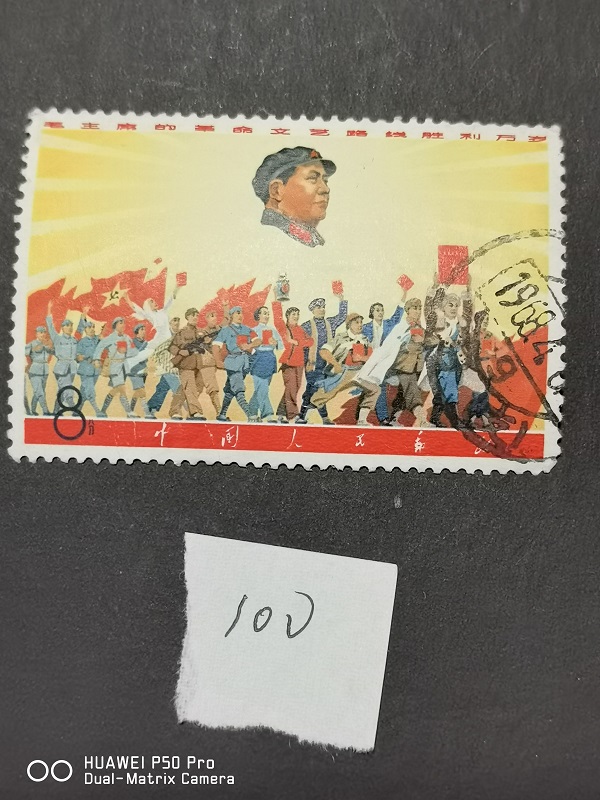 毛主席的革命文艺路线胜利万岁
8分
中国人民邮政
1968.4
100
HUAWEI P50 Pro
Dual-Matrix Camera